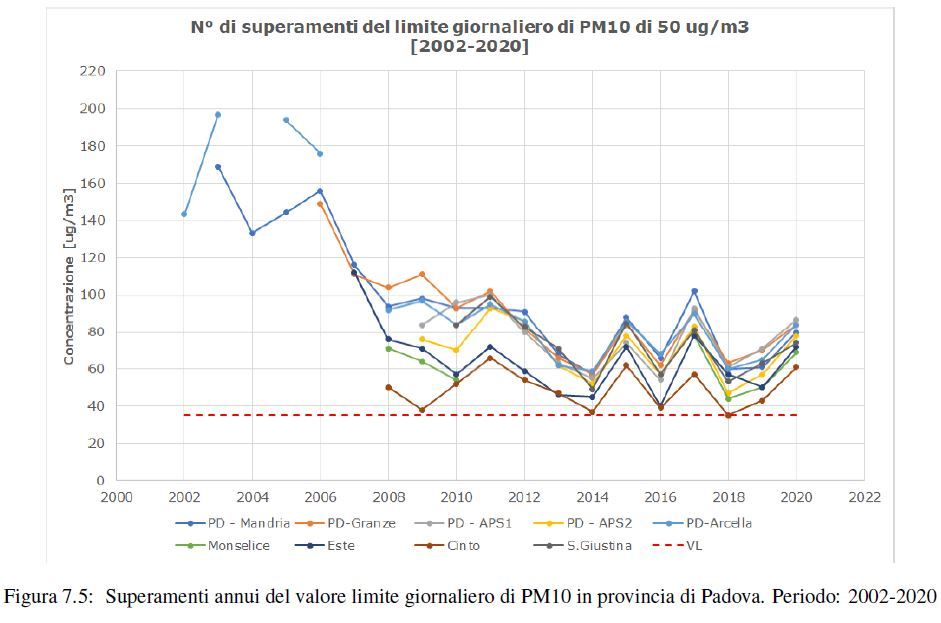 N° di superamenti del limite giornaliero di PM10 di 50 ug/m3
[2002-2020]
Concentrazione [ug/m3]
220
200
180
160
140
120
100
80
60
40
20
0
2000 2002 2004 2006 2008 2010 2012 2014 2016 2018 2020 2022
PD - Mandria PD-Granze PD - APS1 PD - APS2 PD-Arcella
Monselice Este Cinto S.Giustina VL
Figura 7.5: Superamenti annui del valore limite giornaliero di PM10 in provincia di Padova. Periodo: 2002-2020